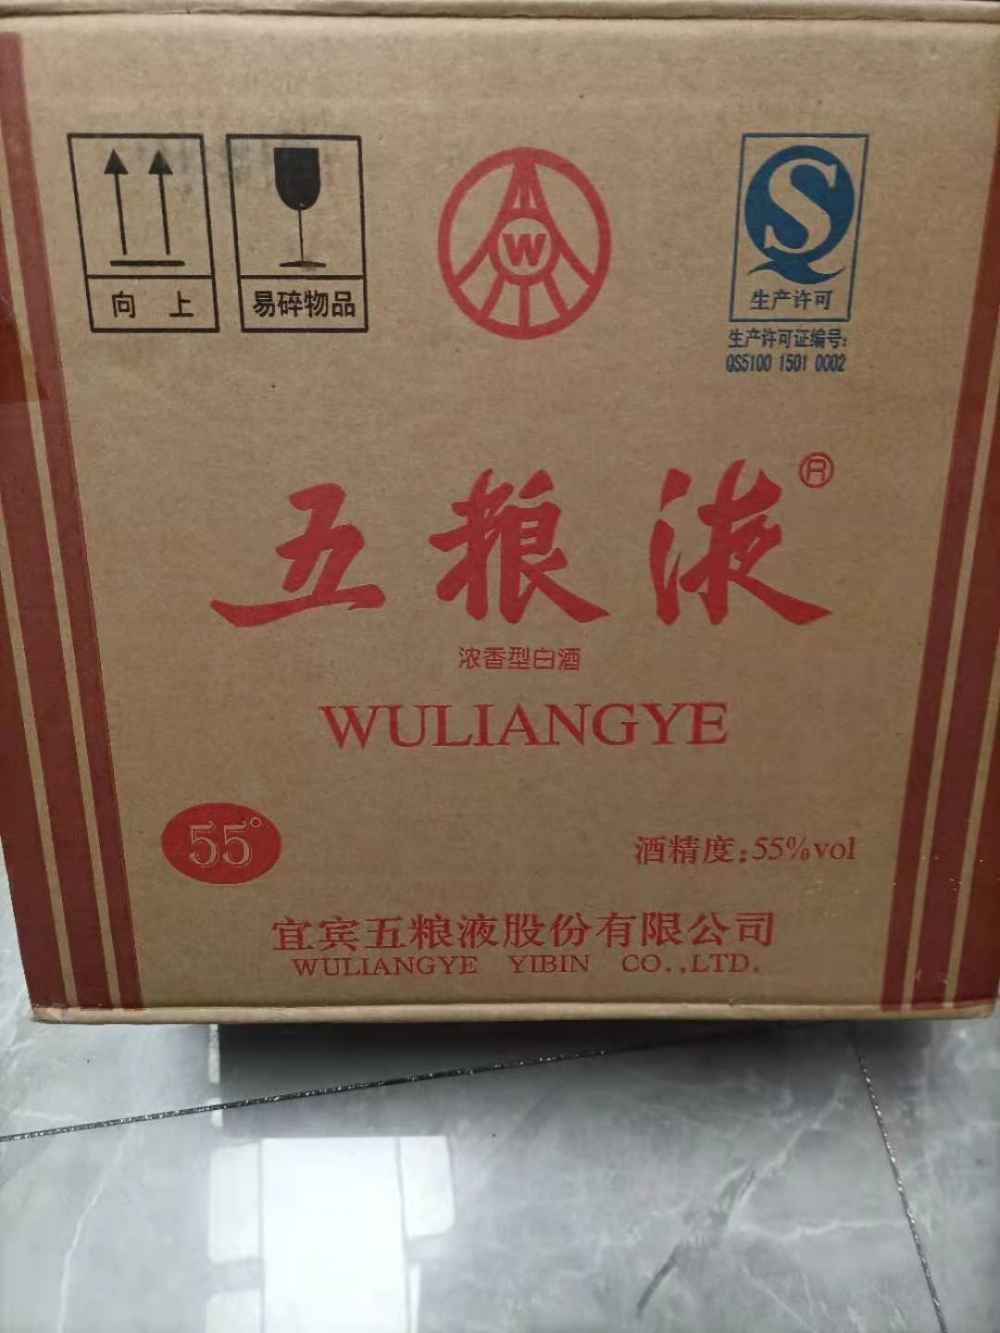 向 上
易碎物品
W
S
生产许可
生产许可证编号:
QS5100 1501 0002
五粮液®
浓香型白酒
WULIANGYE
55°
酒精度:55%vol
宜宾五粮液股份有限公司
WULIANGYE YIBIN CO.,LTD.